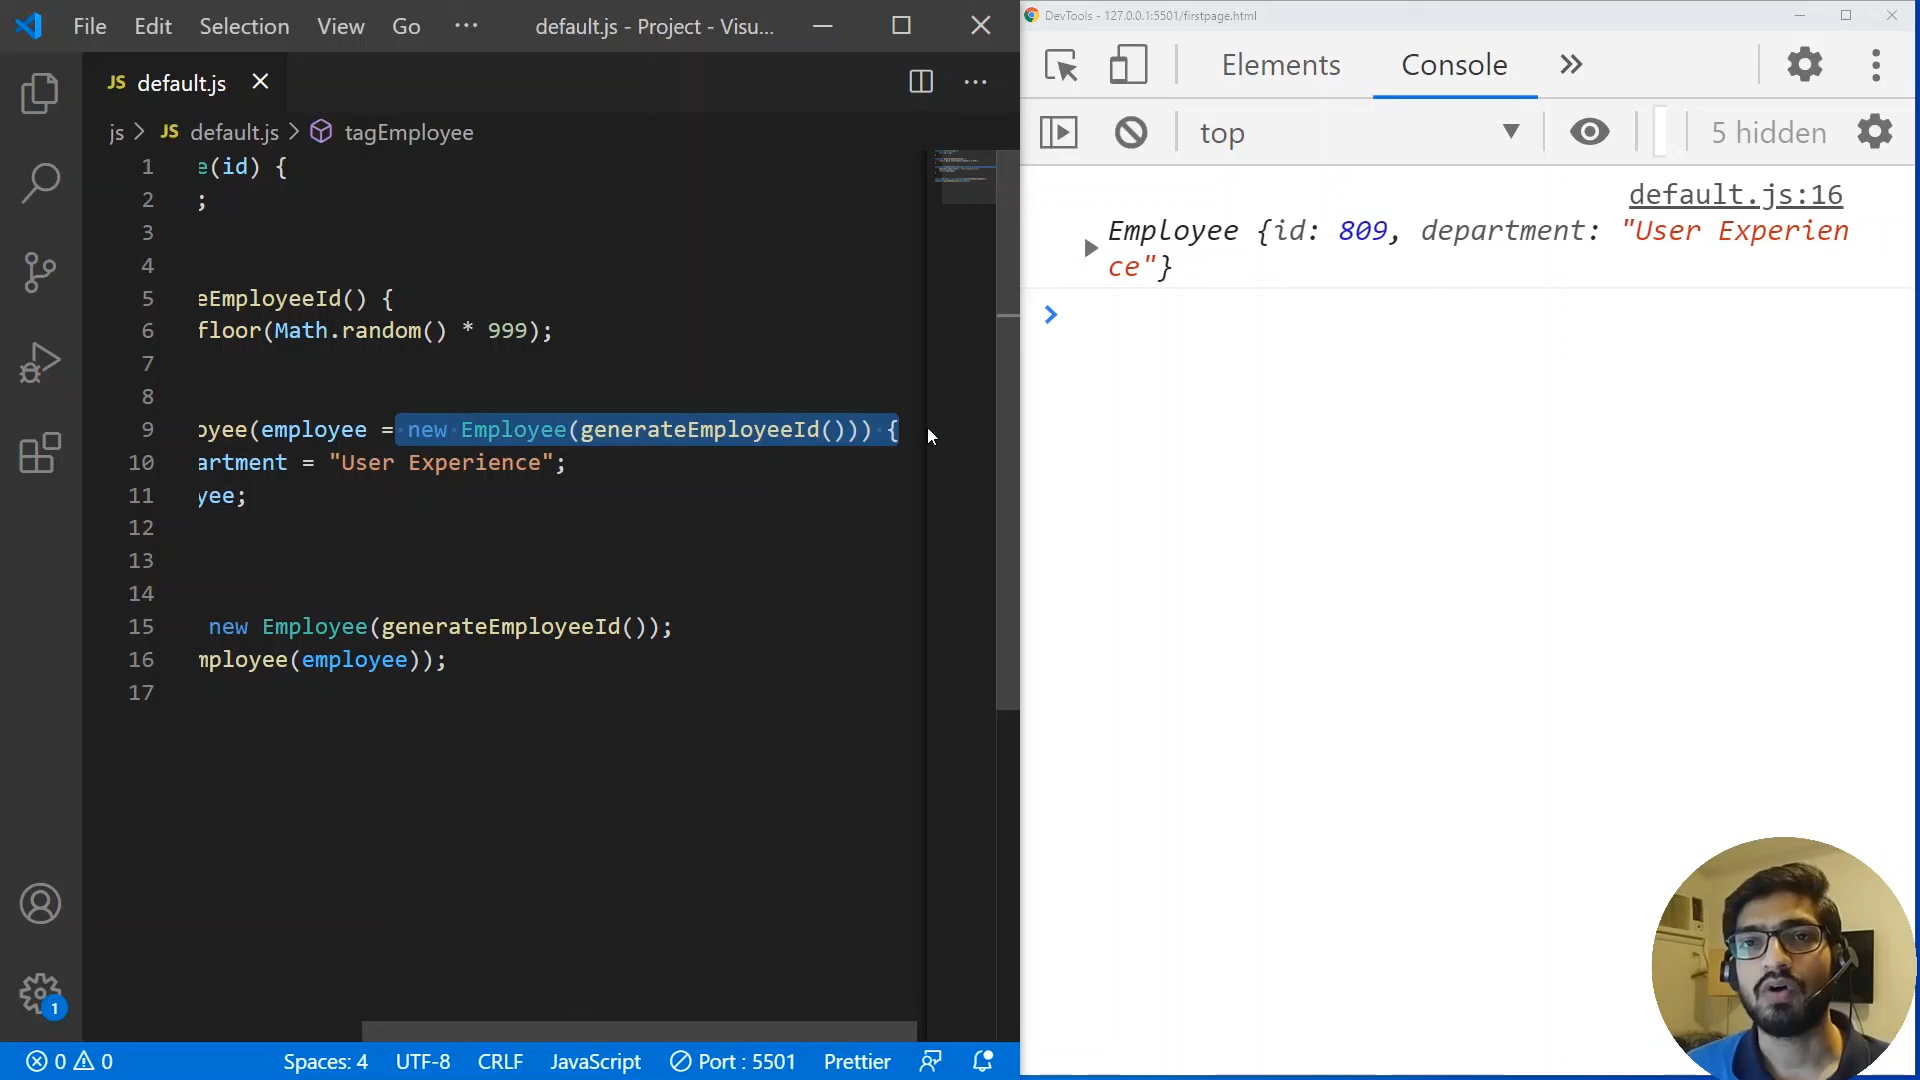 File Edit Selection View Go ··· default.js - Project - Visu...
JS default.js
js > JS default.js > tagEmployee
1 e(id) {
2 ;
3
4
5 eEmployeeId() {
6 floor(Math.random() * 999);
7
8
9 oyee(employee = new Employee(generateEmployeeId())) {
10 artment = "User Experience";
11 yee;
12
13
14
15 new Employee(generateEmployeeId());
16 mployee(employee));
17
1
0 0 Spaces: 4 UTF-8 CRLF JavaScript Port : 5501 Prettier
DevTools - 127.0.0.1:5501/firstpage.html
Elements Console »
top 5 hidden
default.js:16
Employee {id: 809, department: "User Experien
ce"}